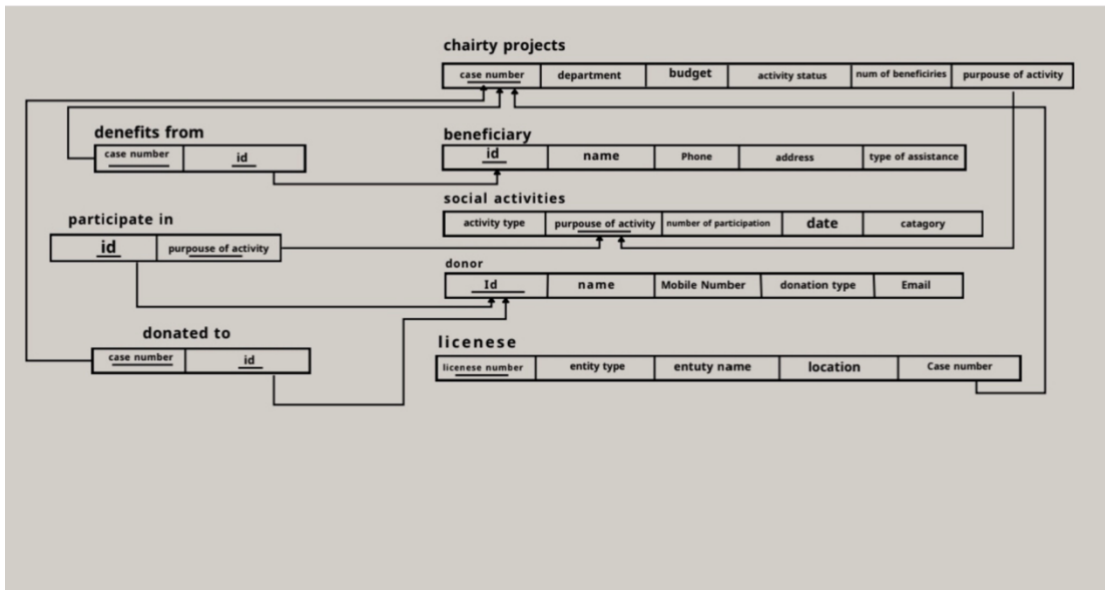 chairty projects
case number department budget activity status num of beneficiries purpouse of activity
denefits from
case number id
beneficiary
id name Phone address type of assistance
social activities
activity type purpouse of activity number of participation date catagory
participate in
id purpouse of activity
donor
Id name Mobile Number donation type Email
donated to
case number id
licenese
licenese number entity type entuty name location Case number